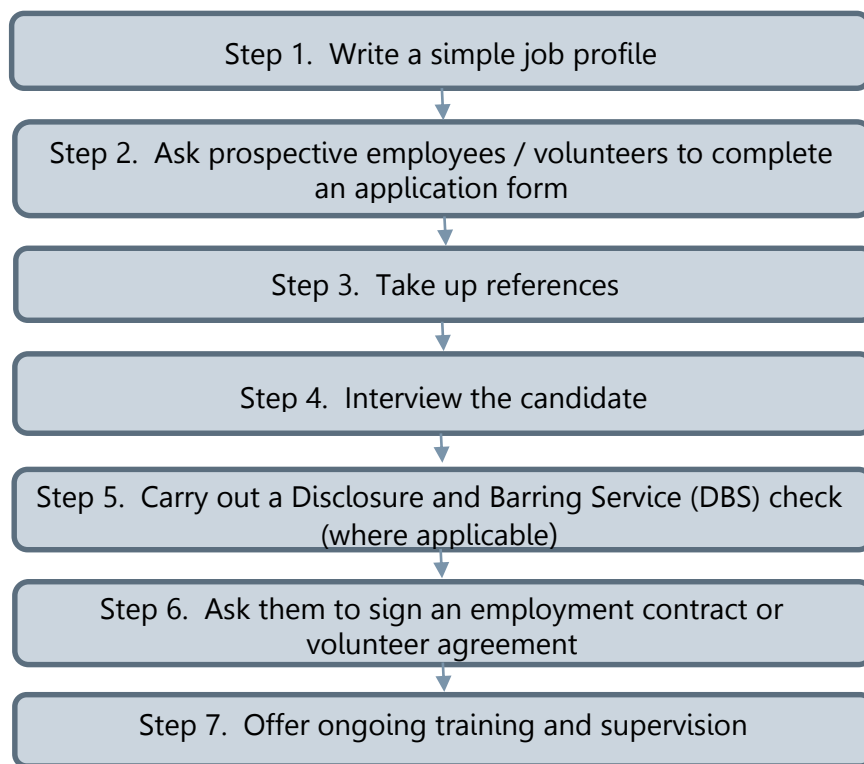 Step 1.  Write a simple job profile
Step 2.  Ask prospective employees / volunteers to complete
an application form
Step 3.  Take up references
Step 4.  Interview the candidate
Step 5.  Carry out a Disclosure and Barring Service (DBS) check
(where applicable)
Step 6.  Ask them to sign an employment contract or
volunteer agreement
Step 7.  Offer ongoing training and supervision